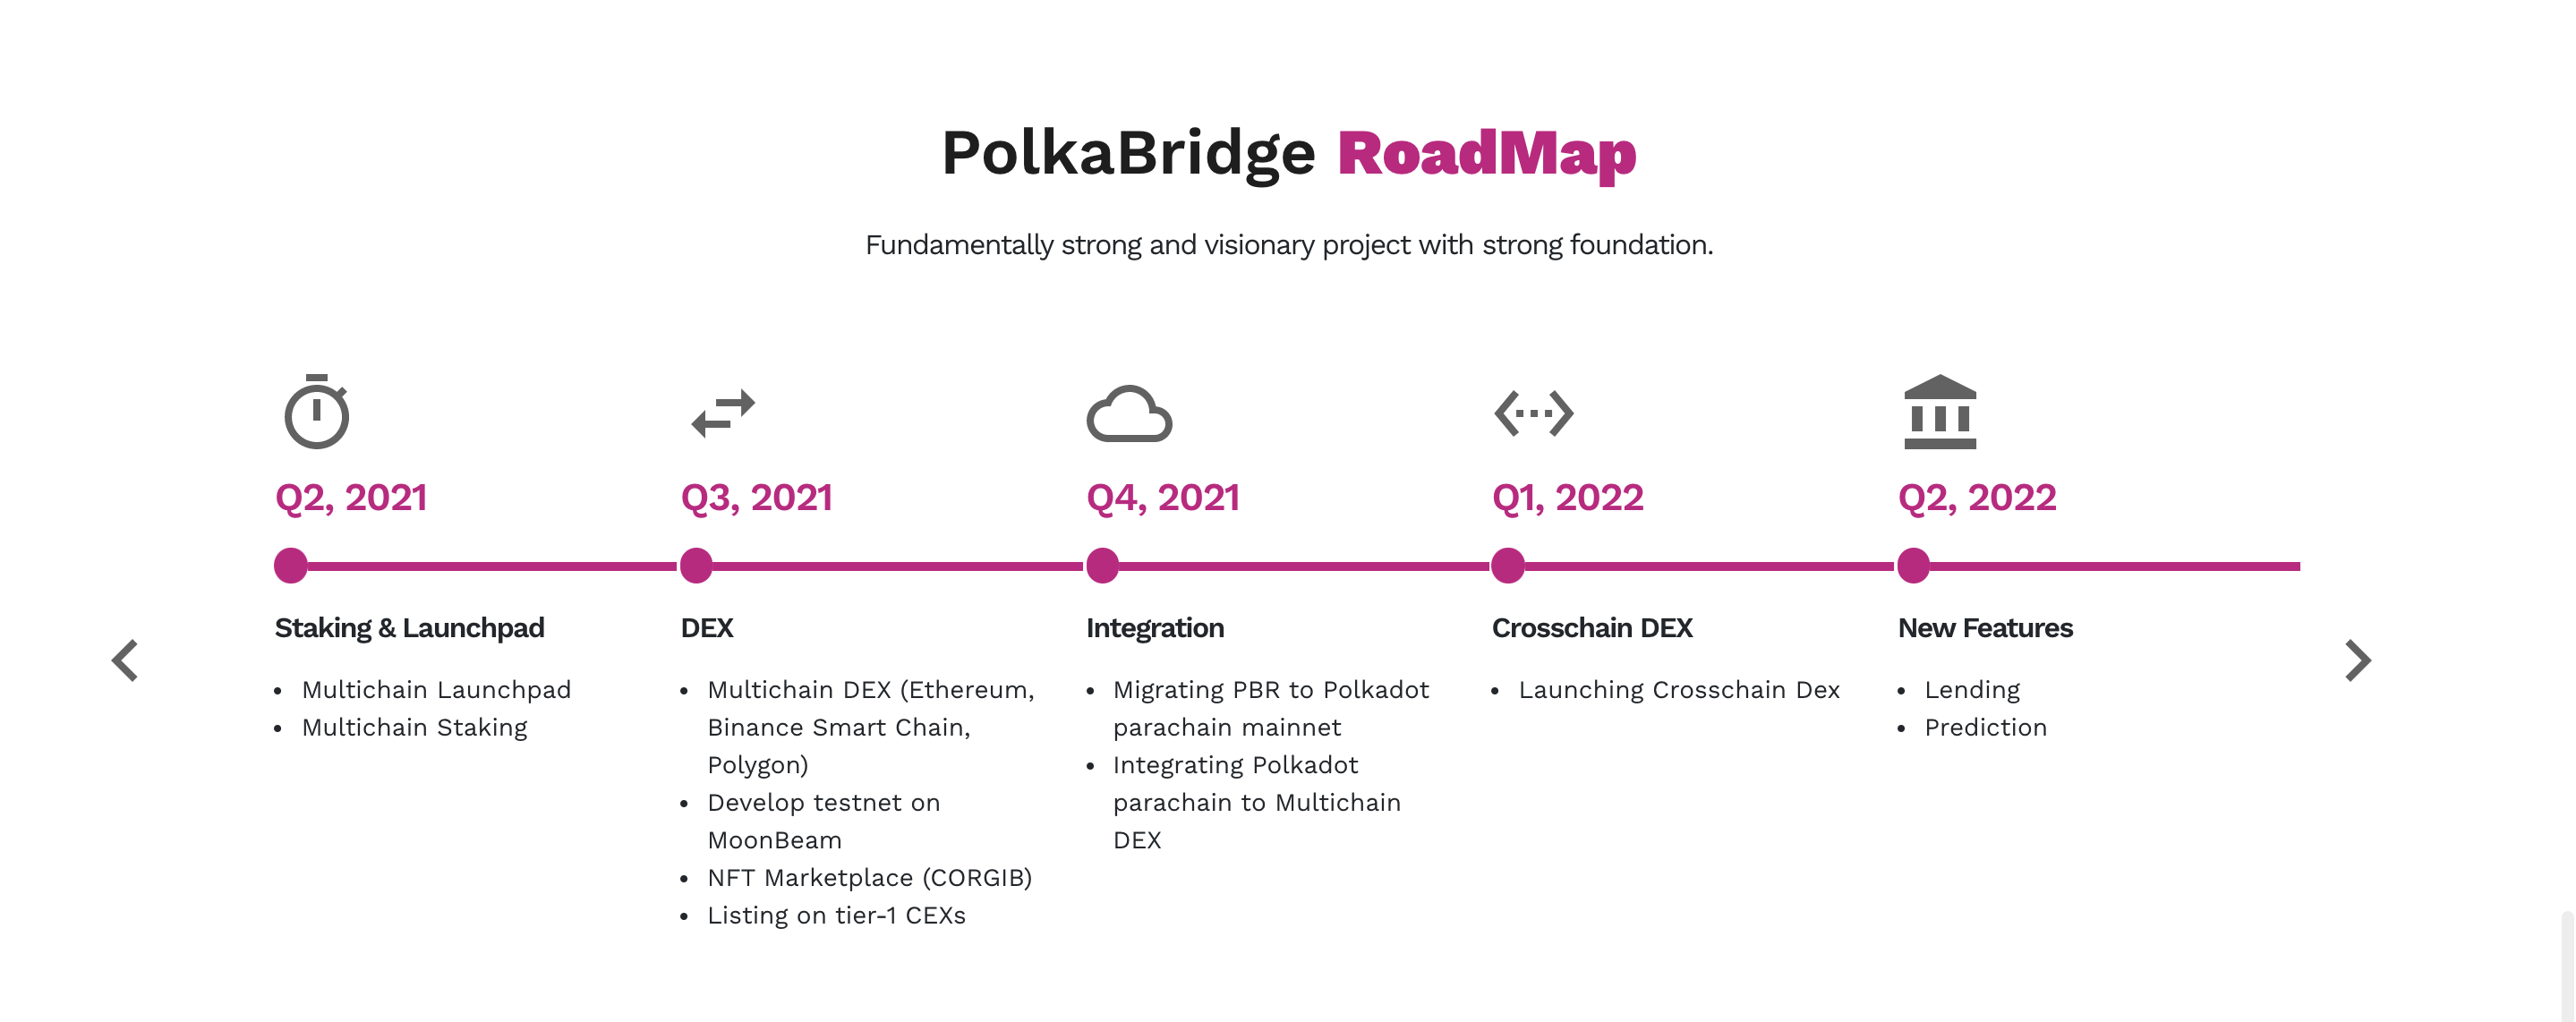 PolkaBridge RoadMap
Fundamentally strong and visionary project with strong foundation.
Q2, 2021
Staking & Launchpad
• Multichain Launchpad
• Multichain Staking
Q3, 2021
DEX
• Multichain DEX (Ethereum,
Binance Smart Chain,
Polygon)
• Develop testnet on
MoonBeam
• NFT Marketplace (CORGIB)
• Listing on tier-1 CEXs
Q4, 2021
Integration
• Migrating PBR to Polkadot
parachain mainnet
• Integrating Polkadot
parachain to Multichain
DEX
Q1, 2022
Crosschain DEX
• Launching Crosschain Dex
Q2, 2022
New Features
• Lending
• Prediction